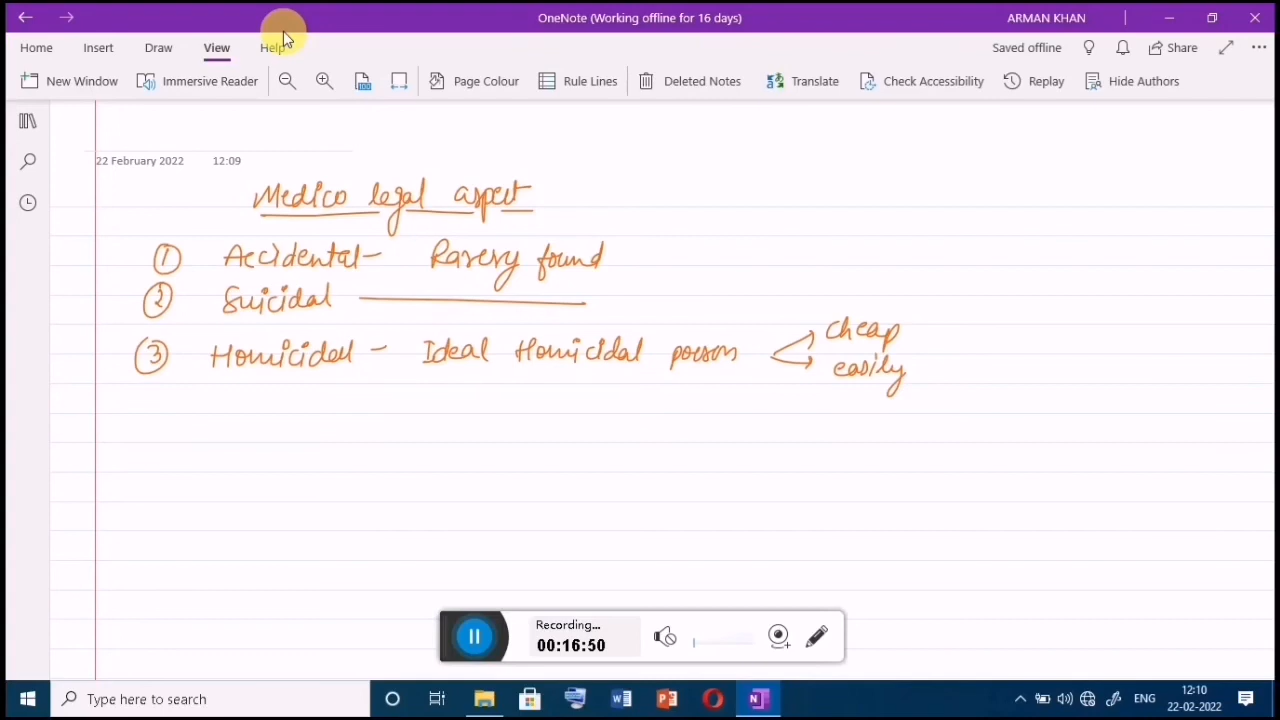 OneNote (Working offline for 16 days)
ARMAN KHAN
Home Insert Draw View Help
Saved offline Share
New Window Immersive Reader Page Colour Rule Lines Deleted Notes Translate Check Accessibility Replay Hide Authors
22 February 2022 12:09
Medico legal aspect
① Accidental - Rarery found
② Suicidal
③ Homicidal - Ideal Homicidal poison
cheap
easily
Recording...
00:16:50
Type here to search
ENG
12:10
22-02-2022